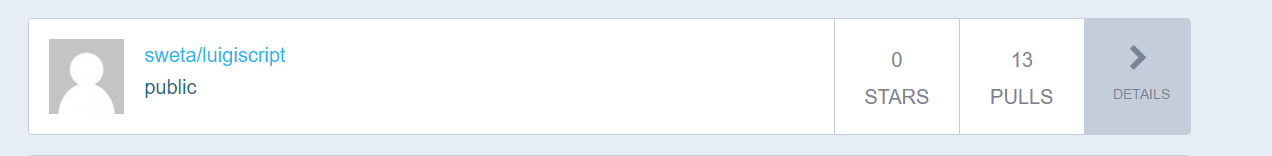 sweta/luigiscript
public
0
STARS
13
PULLS
DETAILS